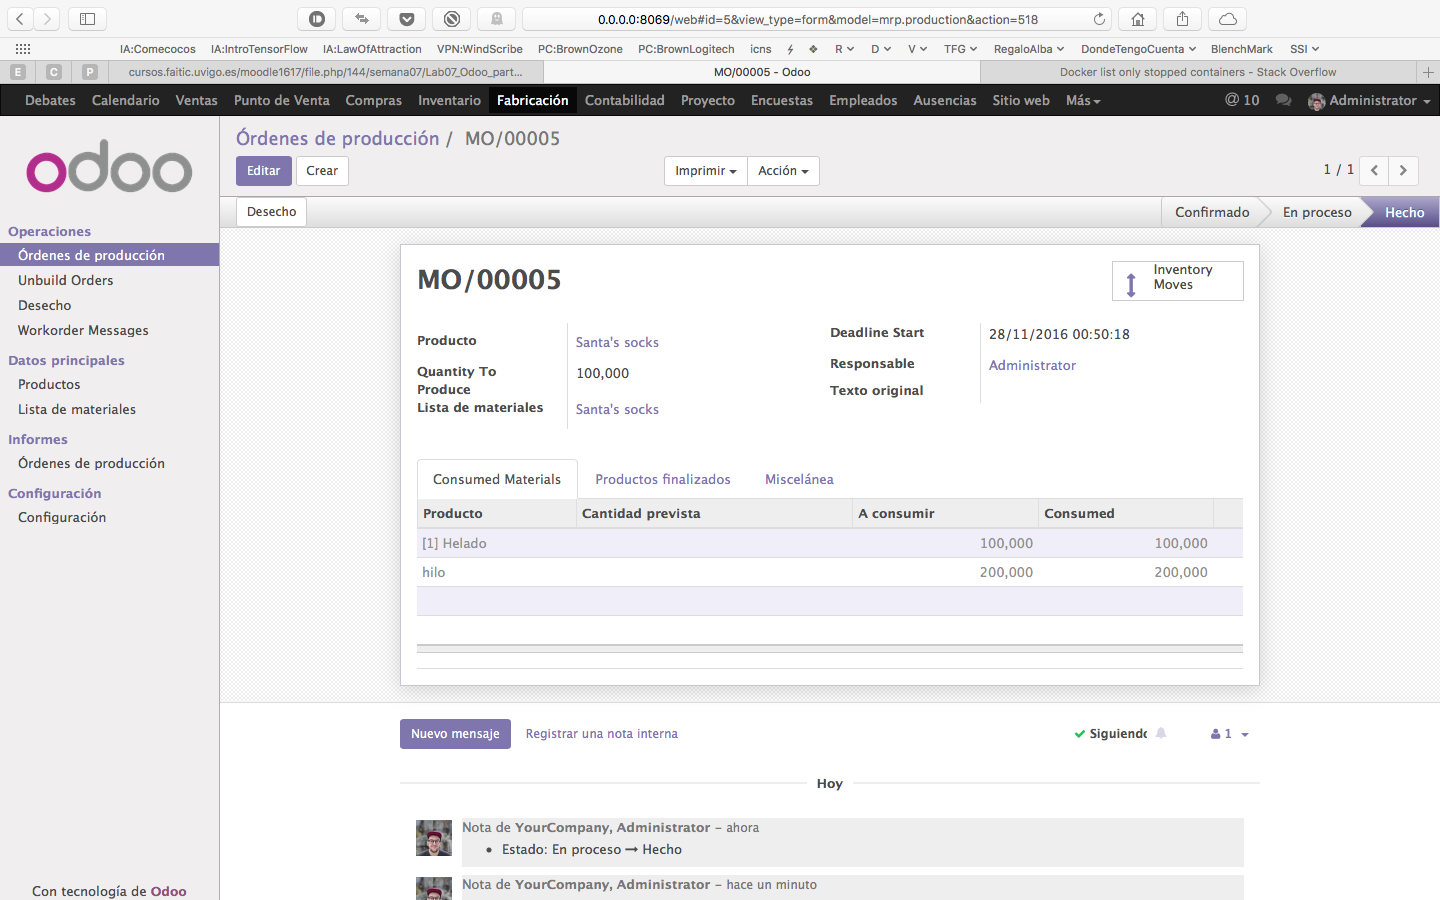 0.0.0.0:8069/web#id=5&view_type=form&model=mrp.production&action=518
IA:Comecocos IA:IntroTensorFlow IA:LawOfAttraction VPN:WindScribe PC:BrownOzone PC:BrownLogitech icns R D V TFG RegaloAlba DondeTengoCuenta BlenchMark SSI
E C P cursos.faitic.uvigo.es/moodle1617/file.php/144/semana07/Lab07_Odoo_part... MO/00005 - Odoo Docker list only stopped containers - Stack Overflow
Debates Calendario Ventas Punto de Venta Compras Inventario Fabricación Contabilidad Proyecto Encuestas Empleados Ausencias Sitio web Más @ 10 Administrator
odoo
Operaciones
Órdenes de producción
Unbuild Orders
Desecho
Workorder Messages
Datos principales
Productos
Lista de materiales
Informes
Órdenes de producción
Configuración
Configuración
Con tecnología de Odoo
Órdenes de producción / MO/00005
Editar Crear Imprimir Acción 1 / 1
Desecho Confirmado En proceso Hecho
MO/00005
Inventory
Moves
Producto Santa's socks
Quantity To
Produce
100,000
Lista de materiales Santa's socks
Deadline Start 28/11/2016 00:50:18
Responsable Administrator
Texto original
Consumed Materials Productos finalizados Miscelánea
Producto Cantidad prevista A consumir Consumed
[1] Helado 100,000 100,000
hilo 200,000 200,000
Nuevo mensaje Registrar una nota interna Siguiendo 1
Hoy
Nota de YourCompany, Administrator - ahora
• Estado: En proceso → Hecho
Nota de YourCompany, Administrator - hace un minuto